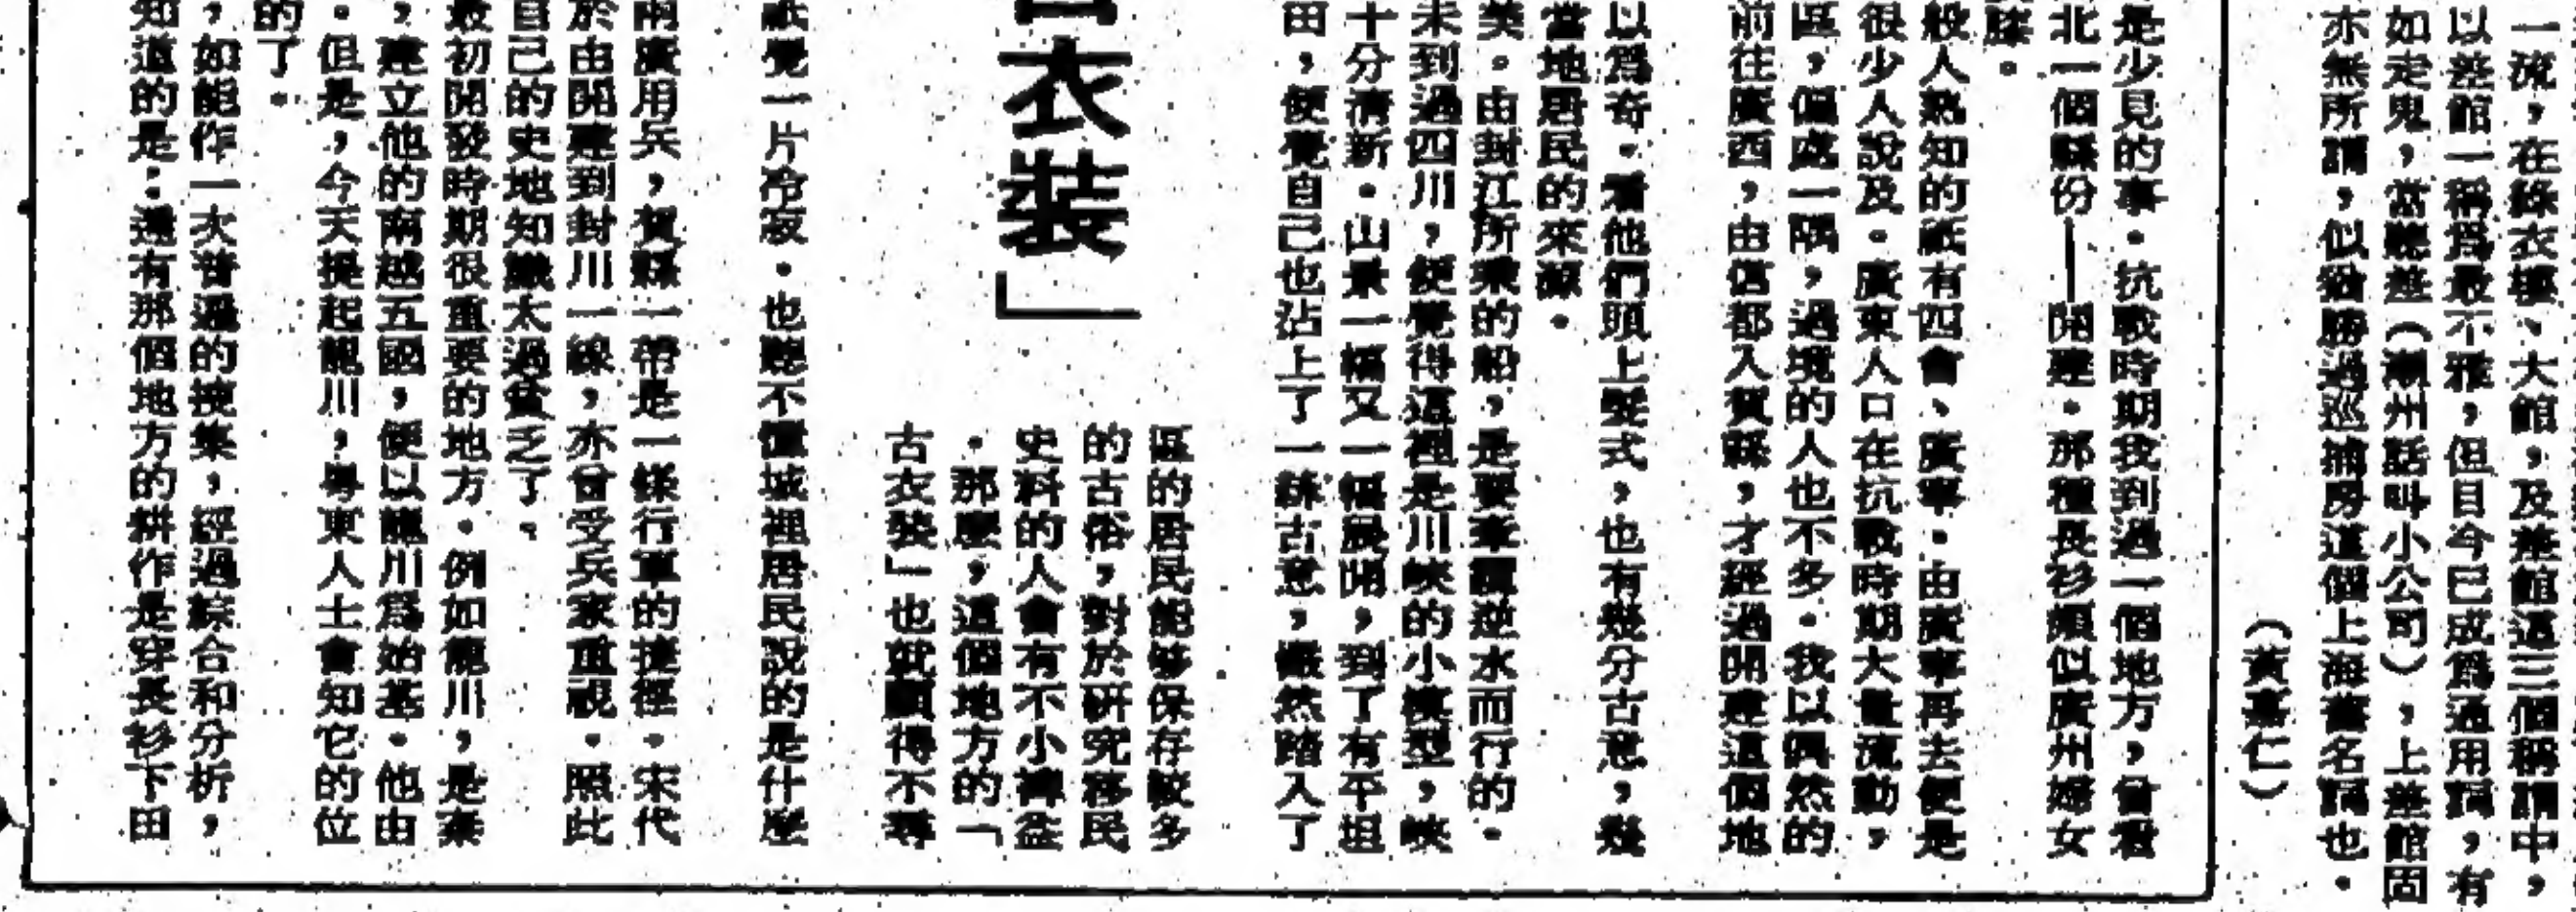 一流，在綠衣樓、大館，及差館這三個稱謂中，
以差館一稱爲最不雅，但目今已成爲通用謂，有
如走鬼，當聽差（潮州話叫小公司），上差館固
亦無所謂，似猶勝過巡捕房這個上海舊名謂也．
（黃嘉仁）
是少見的事．抗戰時期我到過一個地方，曾看
北一個縣份——開建．那種長衫頗似廣州婦女
．
般人熟知的祇有四會、廣寧．由廣寧再去便是
很少人說及．廣東人口在抗戰時期大量流動，
區，偏處一隅，過境的人也不多．我以偶然的
前往廣西，由信都入賀縣，才經過開建這個地
以爲奇．看他們頭上髮式，也有幾分古意，幾
當地居民的來源．
美．由封江所乘的船，是要牽纜逆水而行的．
未到過四川，便覺得這裡是川峽的小模型，峽
十分清新．山景一幅又一幅展開，到了有平坦
田，便覺自己也沾上了一躰古意，儼然踏入了
衣裝」
區的居民能够保存較多
的古俗，對於研究移民
史料的人會有不小裨益
．那麼，這個地方的「
古衣裝」也就顯得不尋
祇覺一片冷寂．也聽不懂城裡居民說的是什麼
兩廣用兵，賀縣一帶是一條行軍的捷徑．宋代
於由開建到封川一線，亦曾受兵家重視．照此
自己的史地知識太過貧乏了．
最初開發時期很重要的地方．例如龍川，是秦
，建立他的南越五國，便以龍川爲始基．他由
．但是，今天提起龍川，粤東人士會知它的位
的了．
，如能作一次普遍的搜集，經過綜合和分析，
知道的是：還有那個地方的耕作是穿長衫下田